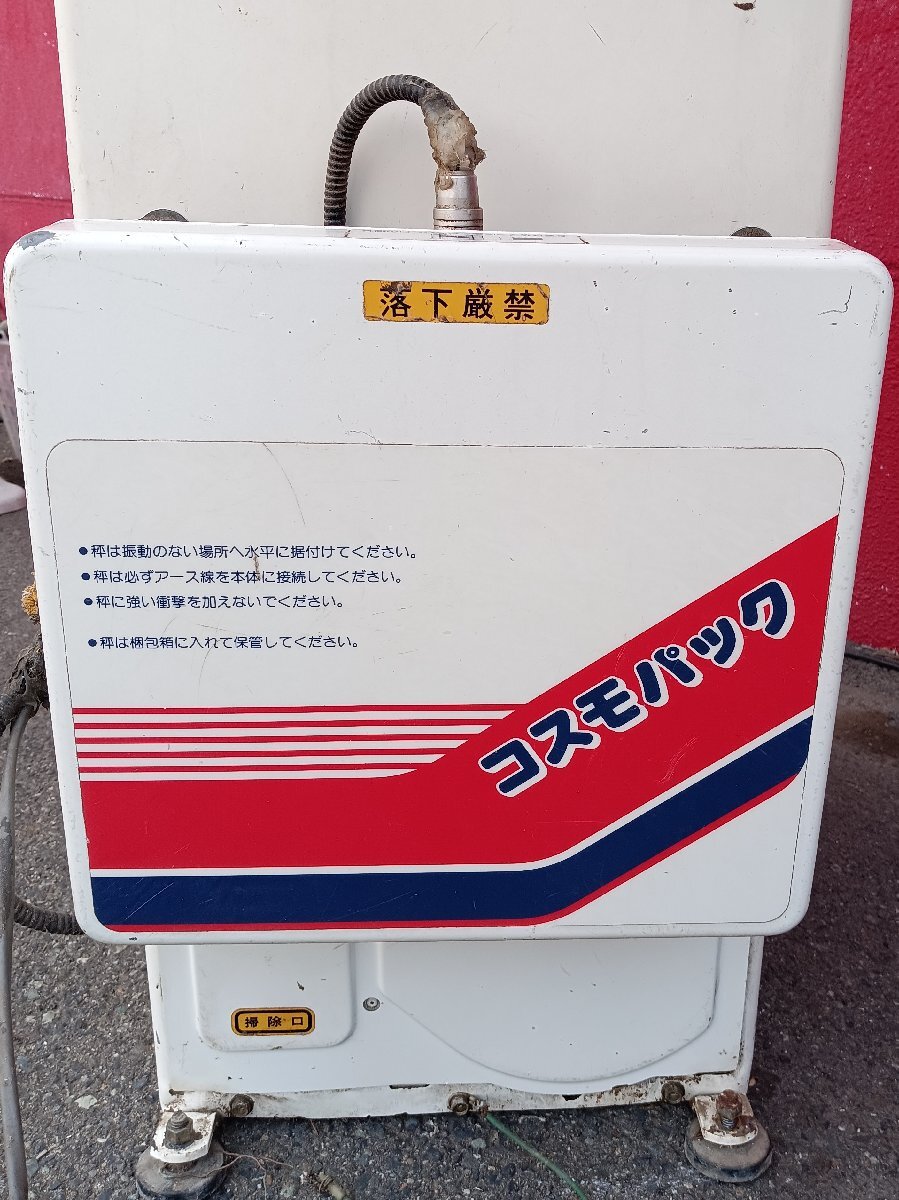 落下厳禁
●秤は振動のない場所へ水平に据付けてください。
●秤は必ずアース線を本体に接続してください。
●秤に強い衝撃を加えないでください。
●秤は梱包箱に入れて保管してください。
コスモパック
掃除口